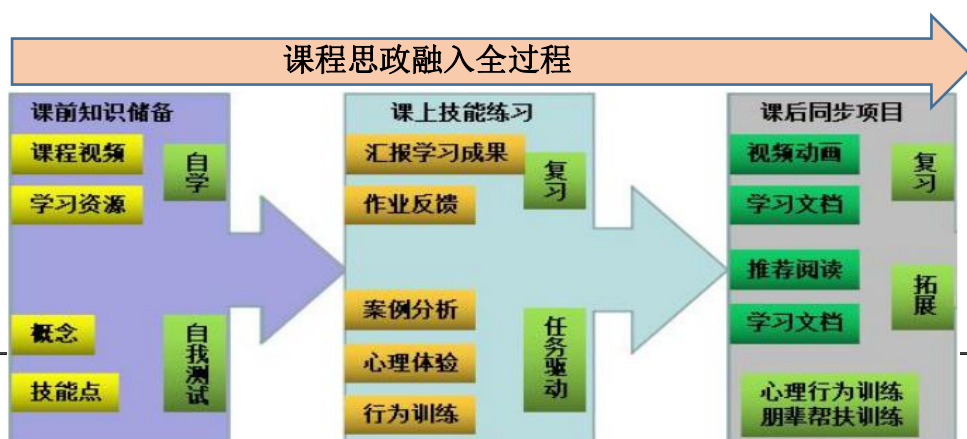 课程思政融入全过程
课前知识储备
课程视频
学习资源
自学
概念
技能点
自我测试
课上技能练习
汇报学习成果
作业反馈
复习
案例分析
心理体验
行为训练
任务驱动
课后同步项目
视频动画
学习文档
复习
推荐阅读
学习文档
拓展
心理行为训练
朋辈帮扶训练